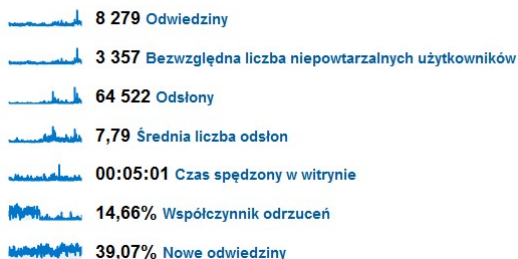 8 279 Odwiedziny
3 357 Bezwzględna liczba niepowtarzalnych użytkowników
64 522 Odsłony
7,79 Średnia liczba odsłon
00:05:01 Czas spędzony w witrynie
14,66% Współczynnik odrzuceń
39,07% Nowe odwiedziny